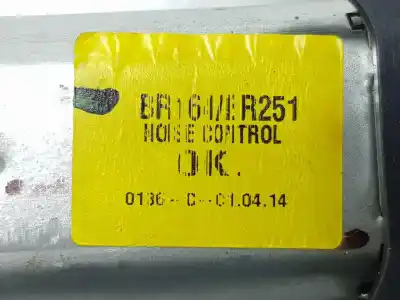 BR164/ER251
NOISE CONTROL
OK.
0136-C-01.04.14